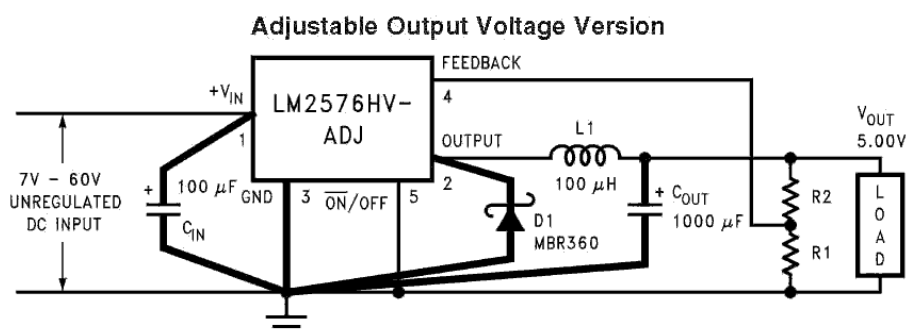 Adjustable Output Voltage Version
FEEDBACK
+VIN
LM2576HV-
ADJ
4
1
OUTPUT
L1
VOUT
5.00V
7V – 60V
UNREGULATED
DC INPUT
+
100 μF
CIN
GND
3
ON/OFF
5
2
100 μH
D1
MBR360
+
COUT
1000 μF
R2
R1
LOAD